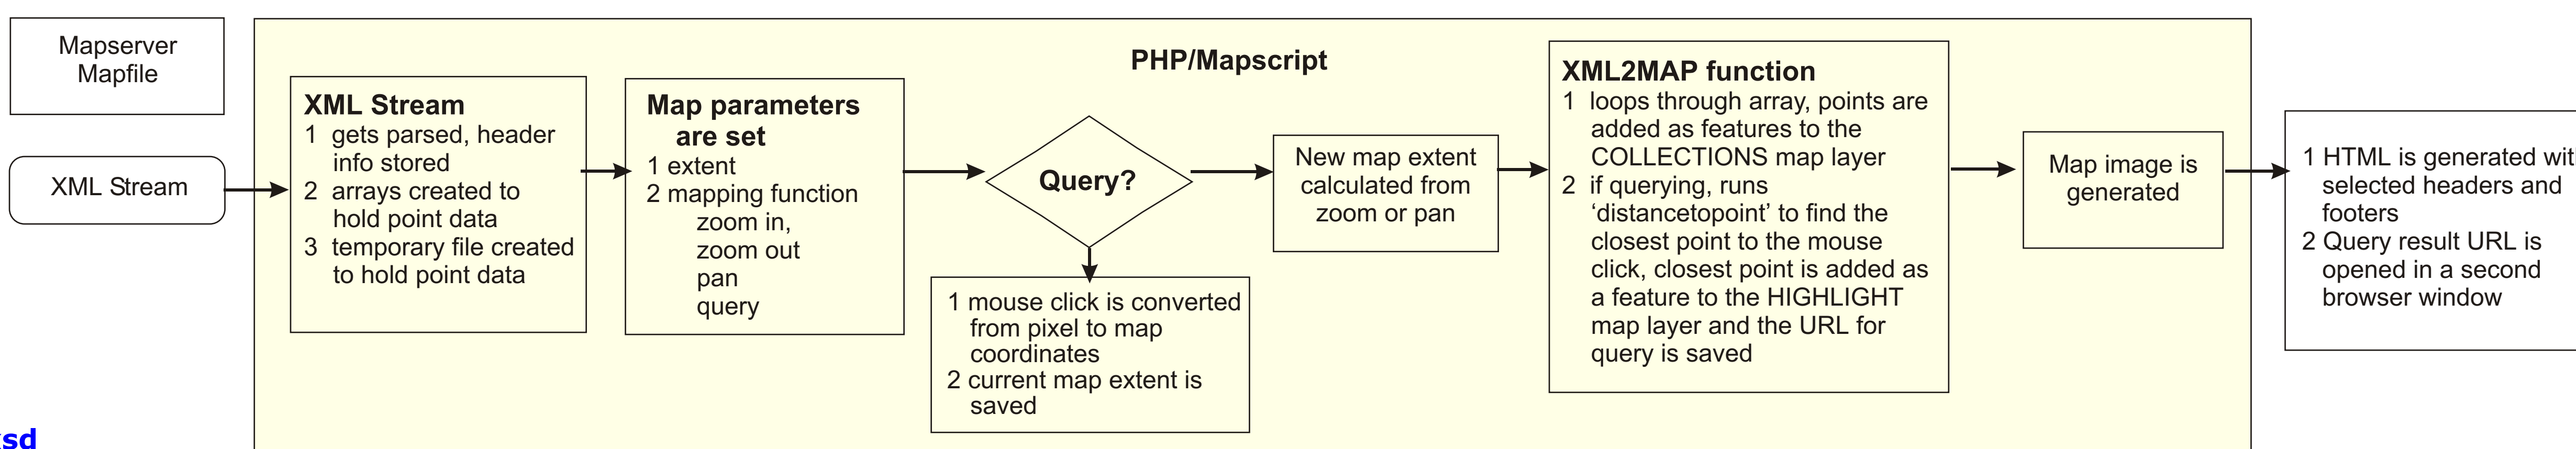 Mapserver
Mapfile
XML Stream
PHP/Mapscript
XML Stream
1 gets parsed, header
info stored
2 arrays created to
hold point data
3 temporary file created
to hold point data
Map parameters
are set
1 extent
2 mapping function
zoom in,
zoom out
pan
query
Query?
1 mouse click is converted
from pixel to map
coordinates
2 current map extent is
saved
New map extent
calculated from
zoom or pan
XML2MAP function
1 loops through array, points are
added as features to the
COLLECTIONS map layer
2 if querying, runs
‘distancetopoint’ to find the
closest point to the mouse
click, closest point is added as
a feature to the HIGHLIGHT
map layer and the URL for
query is saved
Map image is
generated
1 HTML is generated wit
selected headers and
footers
2 Query result URL is
opened in a second
browser window
sd